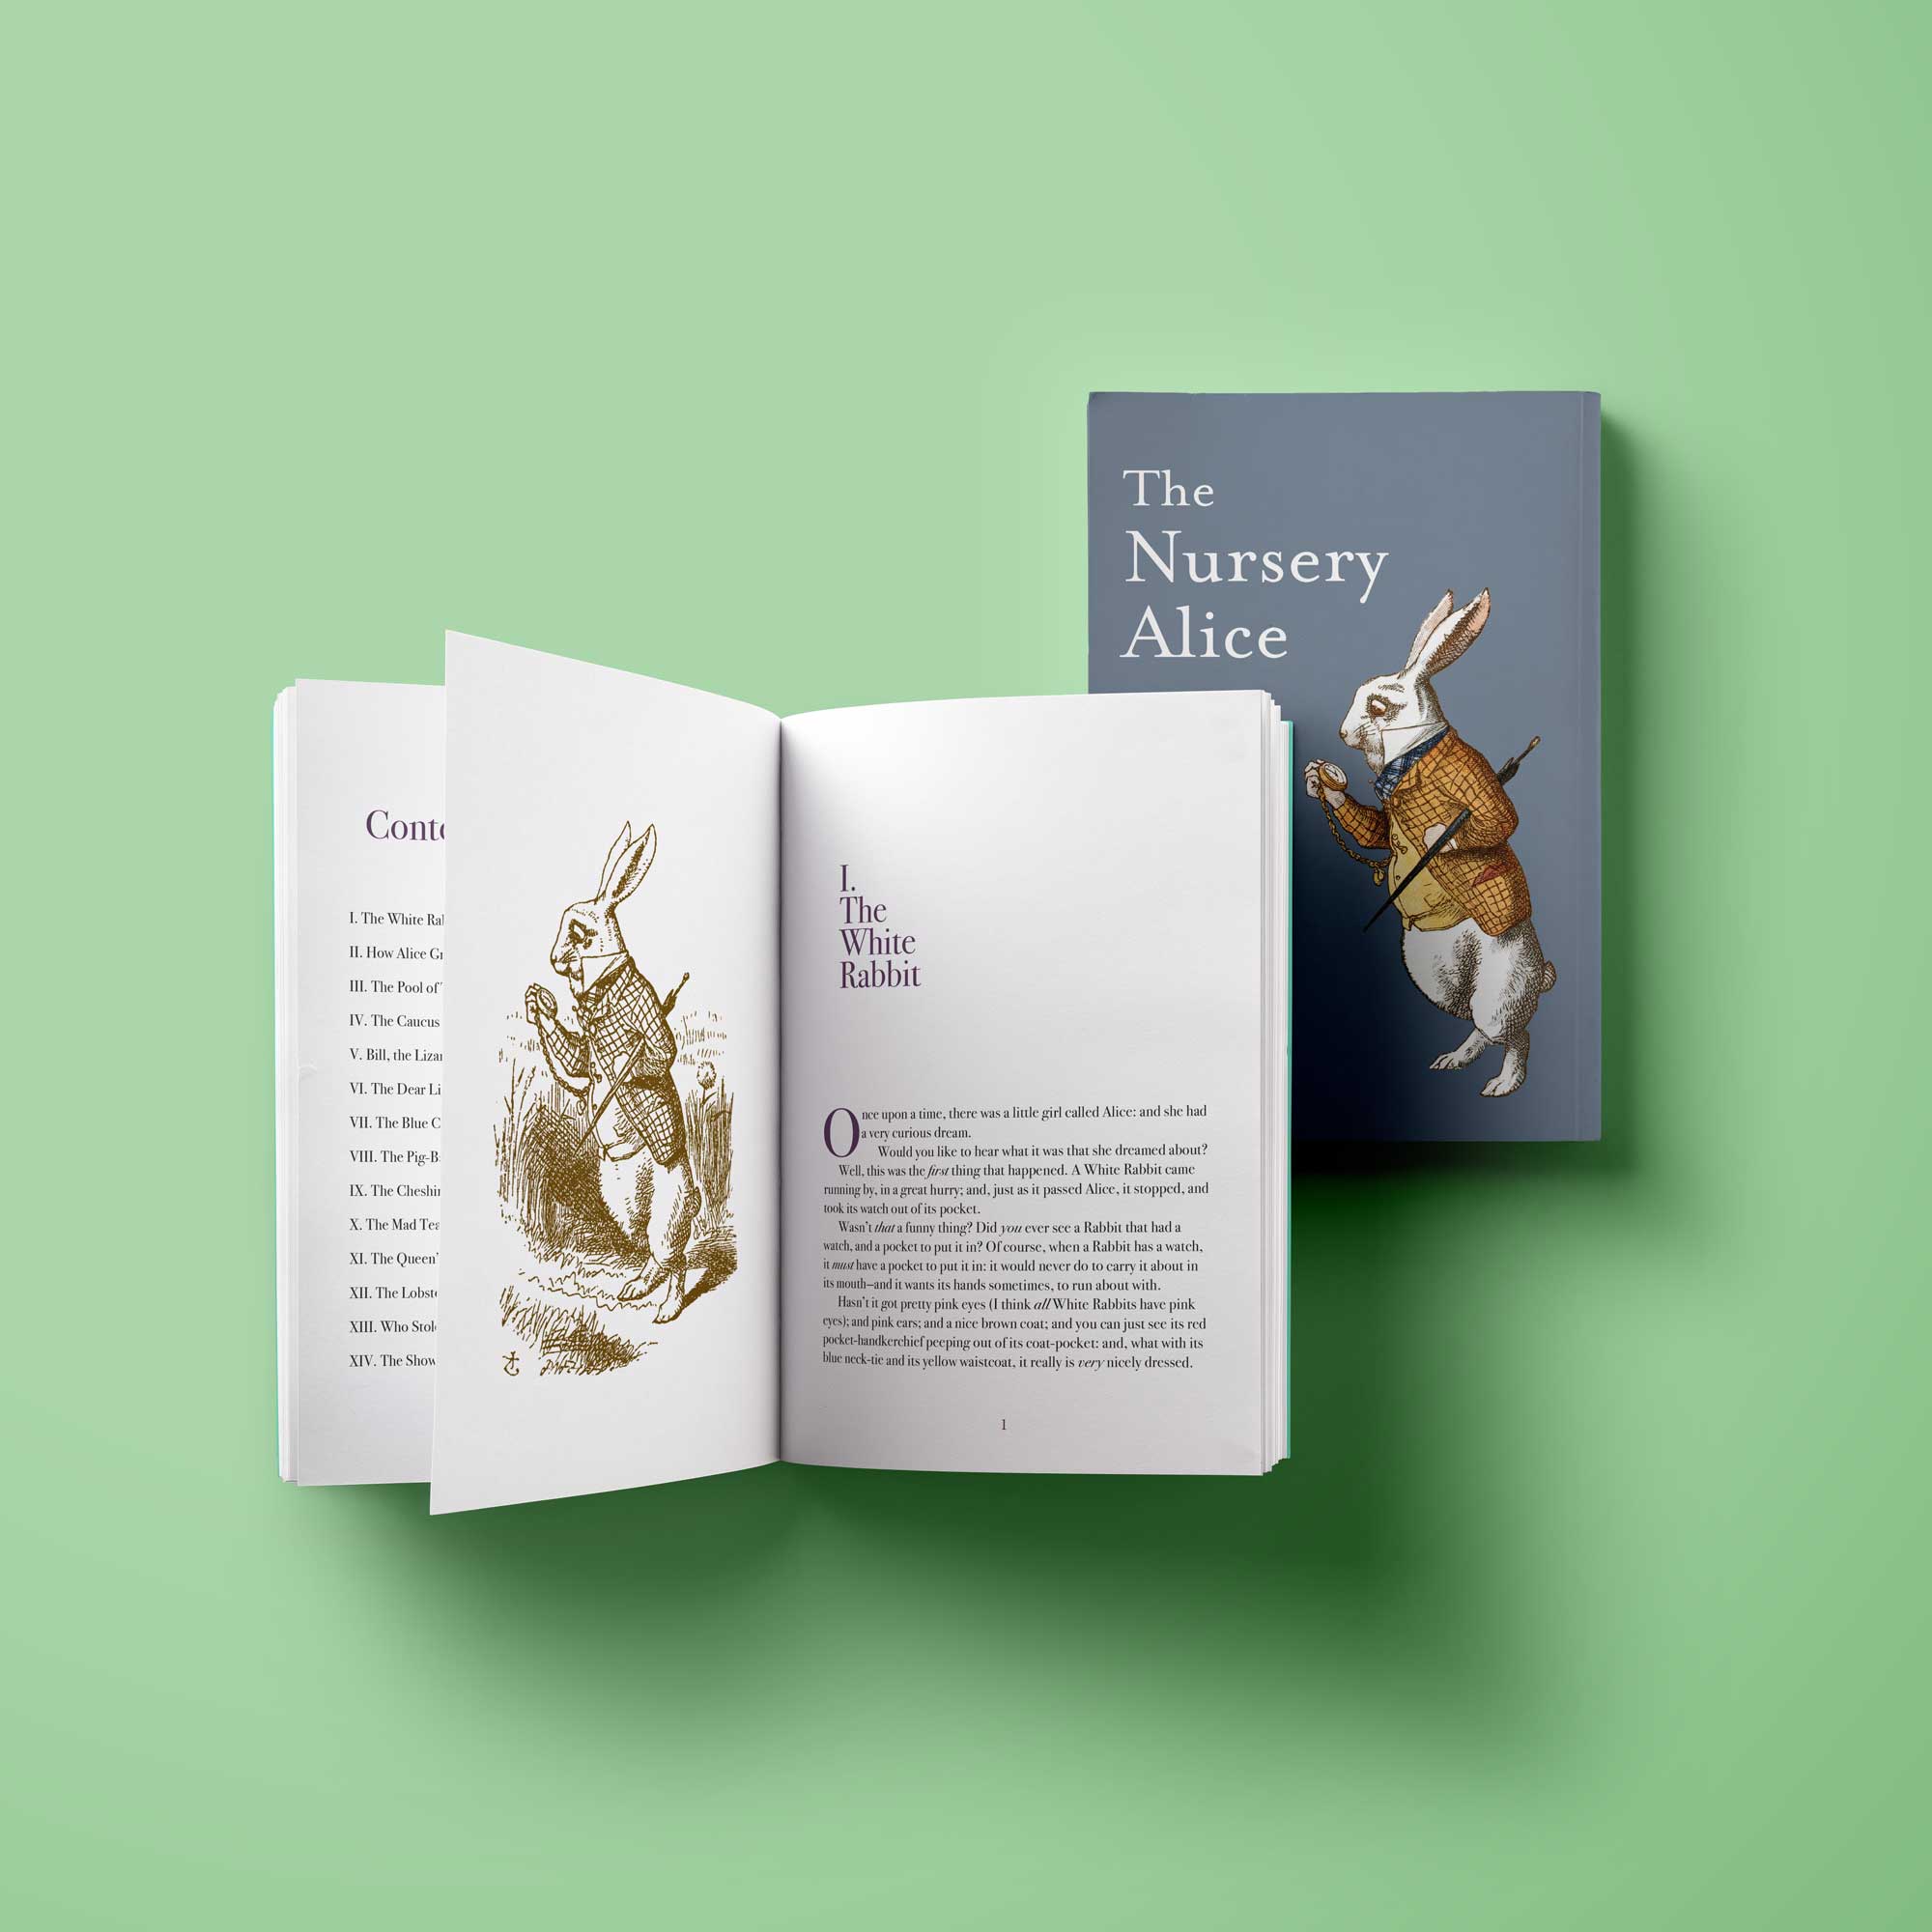 The
Nursery
Alice
Conte
I. The White Ra
II. How Alice G
III. The Pool of
IV. The Caucus
V. Bill, the Liza
VI. The Dear Li
VII. The Blue C
VIII. The Pig-B
IX. The Cheshi
X. The Mad Tea
XI. The Queen'
XII. The Lobst
XIII. Who Stol
XIV. The Show
I.
The
White
Rabbit
Once upon a time, there was a little girl called Alice: and she had
a very curious dream.
Would you like to hear what it was that she dreamed about?
Well, this was the first thing that happened. A White Rabbit came
running by, in a great hurry; and, just as it passed Alice, it stopped, and
took its watch out of its pocket.
Wasn't that a funny thing? Did you ever see a Rabbit that had a
watch, and a pocket to put it in? Of course, when a Rabbit has a watch,
it must have a pocket to put it in: it would never do to carry it about in
its mouth—and it wants its hands sometimes, to run about with.
Hasn't it got pretty pink eyes (I think all White Rabbits have pink
eyes); and pink ears; and a nice brown coat; and you can just see its red
pocket-handkerchief peeping out of its coat-pocket: and, what with its
blue neck-tie and its yellow waistcoat, it really is very nicely dressed.
1